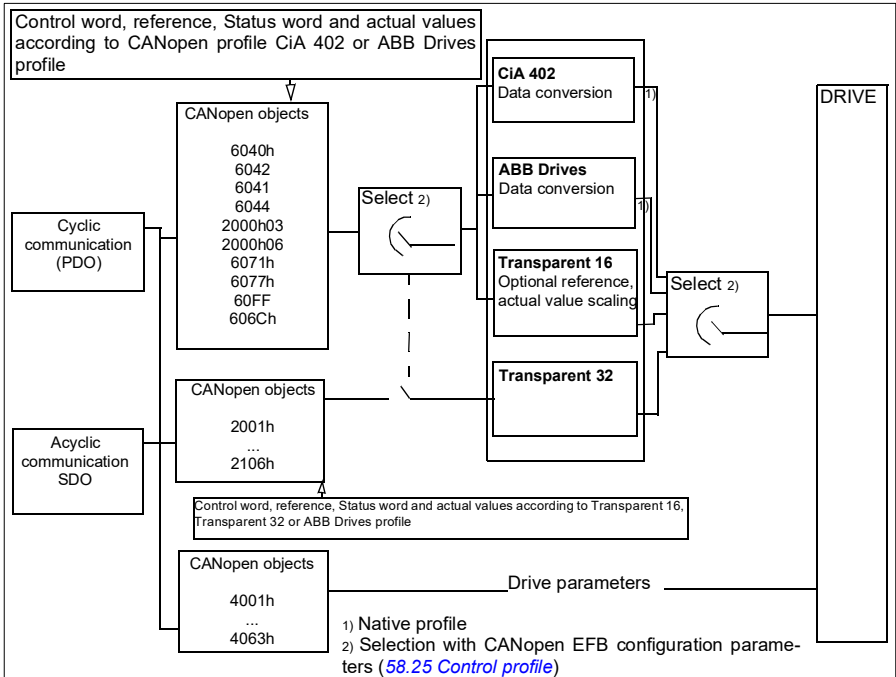 Control word, reference, Status word and actual values
according to CANopen profile CiA 402 or ABB Drives
profile
CANopen objects
6040h
6042
6041
6044
2000h03
2000h06
6071h
6077h
60FF
606Ch
Cyclic
communication
(PDO)
Select 2)
CiA 402
Data conversion
1)
ABB Drives
Data conversion
1)
Transparent 16
Optional reference,
actual value scaling
Transparent 32
Select 2)
DRIVE
CANopen objects
2001h
...
2106h
Acyclic
communication
SDO
Control word, reference, Status word and actual values according to Transparent 16,
Transparent 32 or ABB Drives profile
CANopen objects
4001h
...
4063h
Drive parameters
1) Native profile
2) Selection with CANopen EFB configuration parame-
ters (58.25 Control profile)